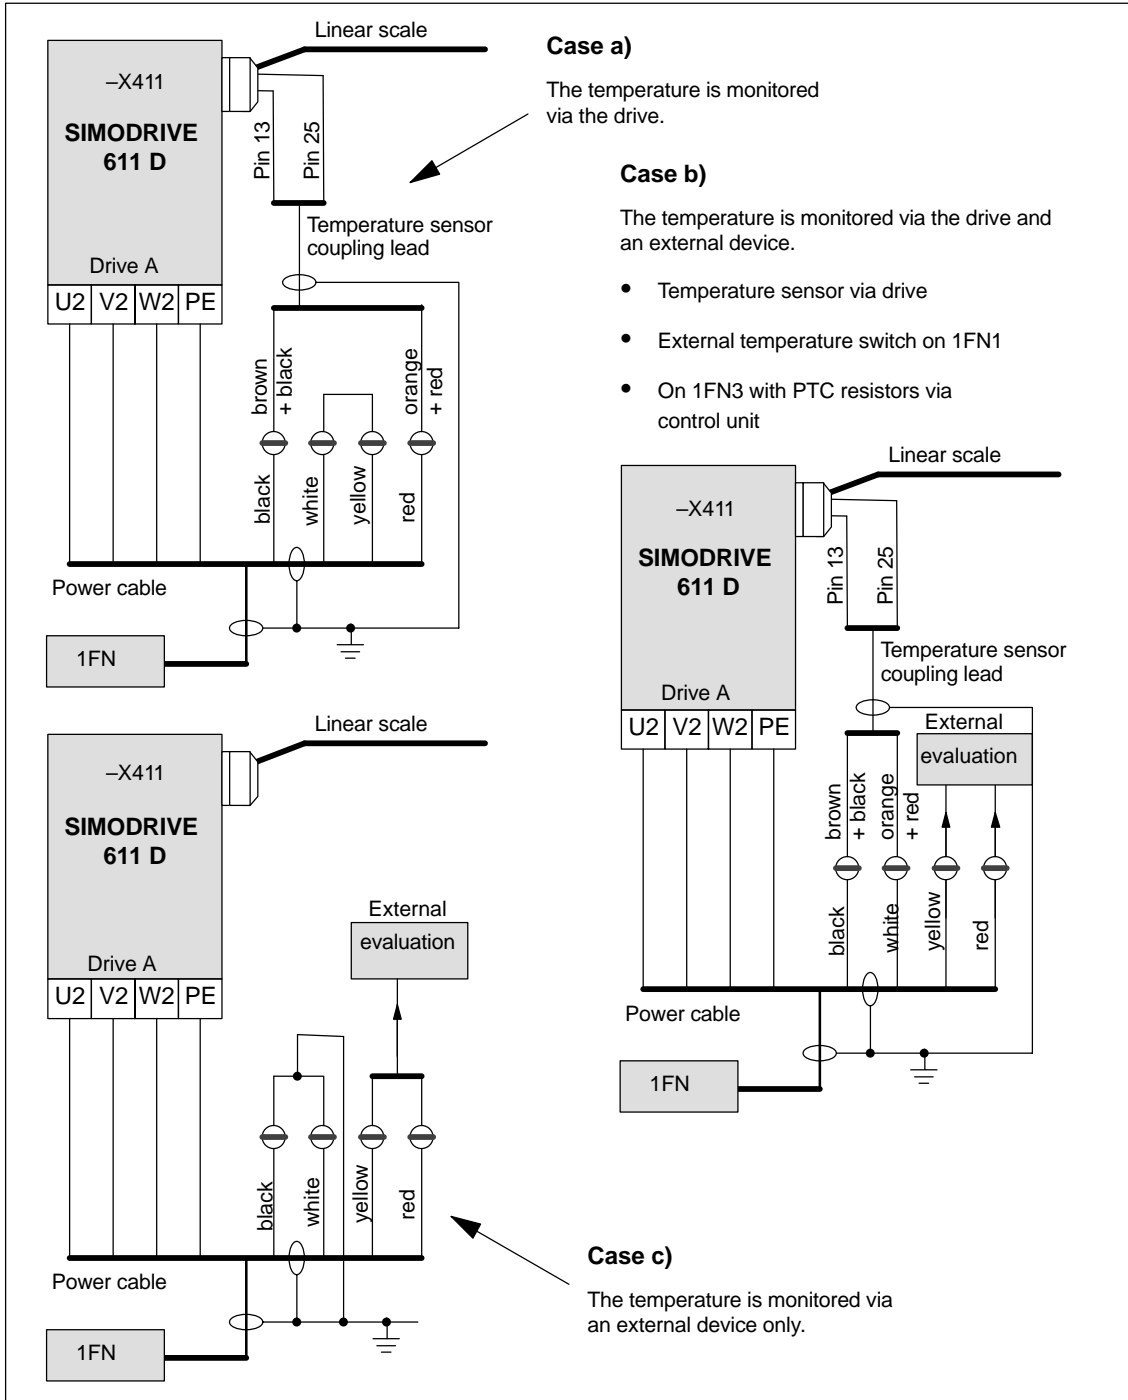 Linear scale
–X411
SIMODRIVE
611 D
Pin 13
Pin 25
Drive A
U2 V2 W2 PE
Temperature sensor
coupling lead
brown
+ black
orange
+ red
black
white
yellow
red
Power cable
1FN
Case a)
The temperature is monitored
via the drive.
Case b)
The temperature is monitored via the drive and
an external device.
• Temperature sensor via drive
• External temperature switch on 1FN1
• On 1FN3 with PTC resistors via
control unit
Linear scale
–X411
SIMODRIVE
611 D
Pin 13
Pin 25
Drive A
U2 V2 W2 PE
Temperature sensor
coupling lead
External
evaluation
brown
+ black
orange
+ red
black
white
yellow
red
Power cable
1FN
Linear scale
–X411
SIMODRIVE
611 D
Drive A
U2 V2 W2 PE
External
evaluation
black
white
yellow
red
Power cable
1FN
Case c)
The temperature is monitored via
an external device only.